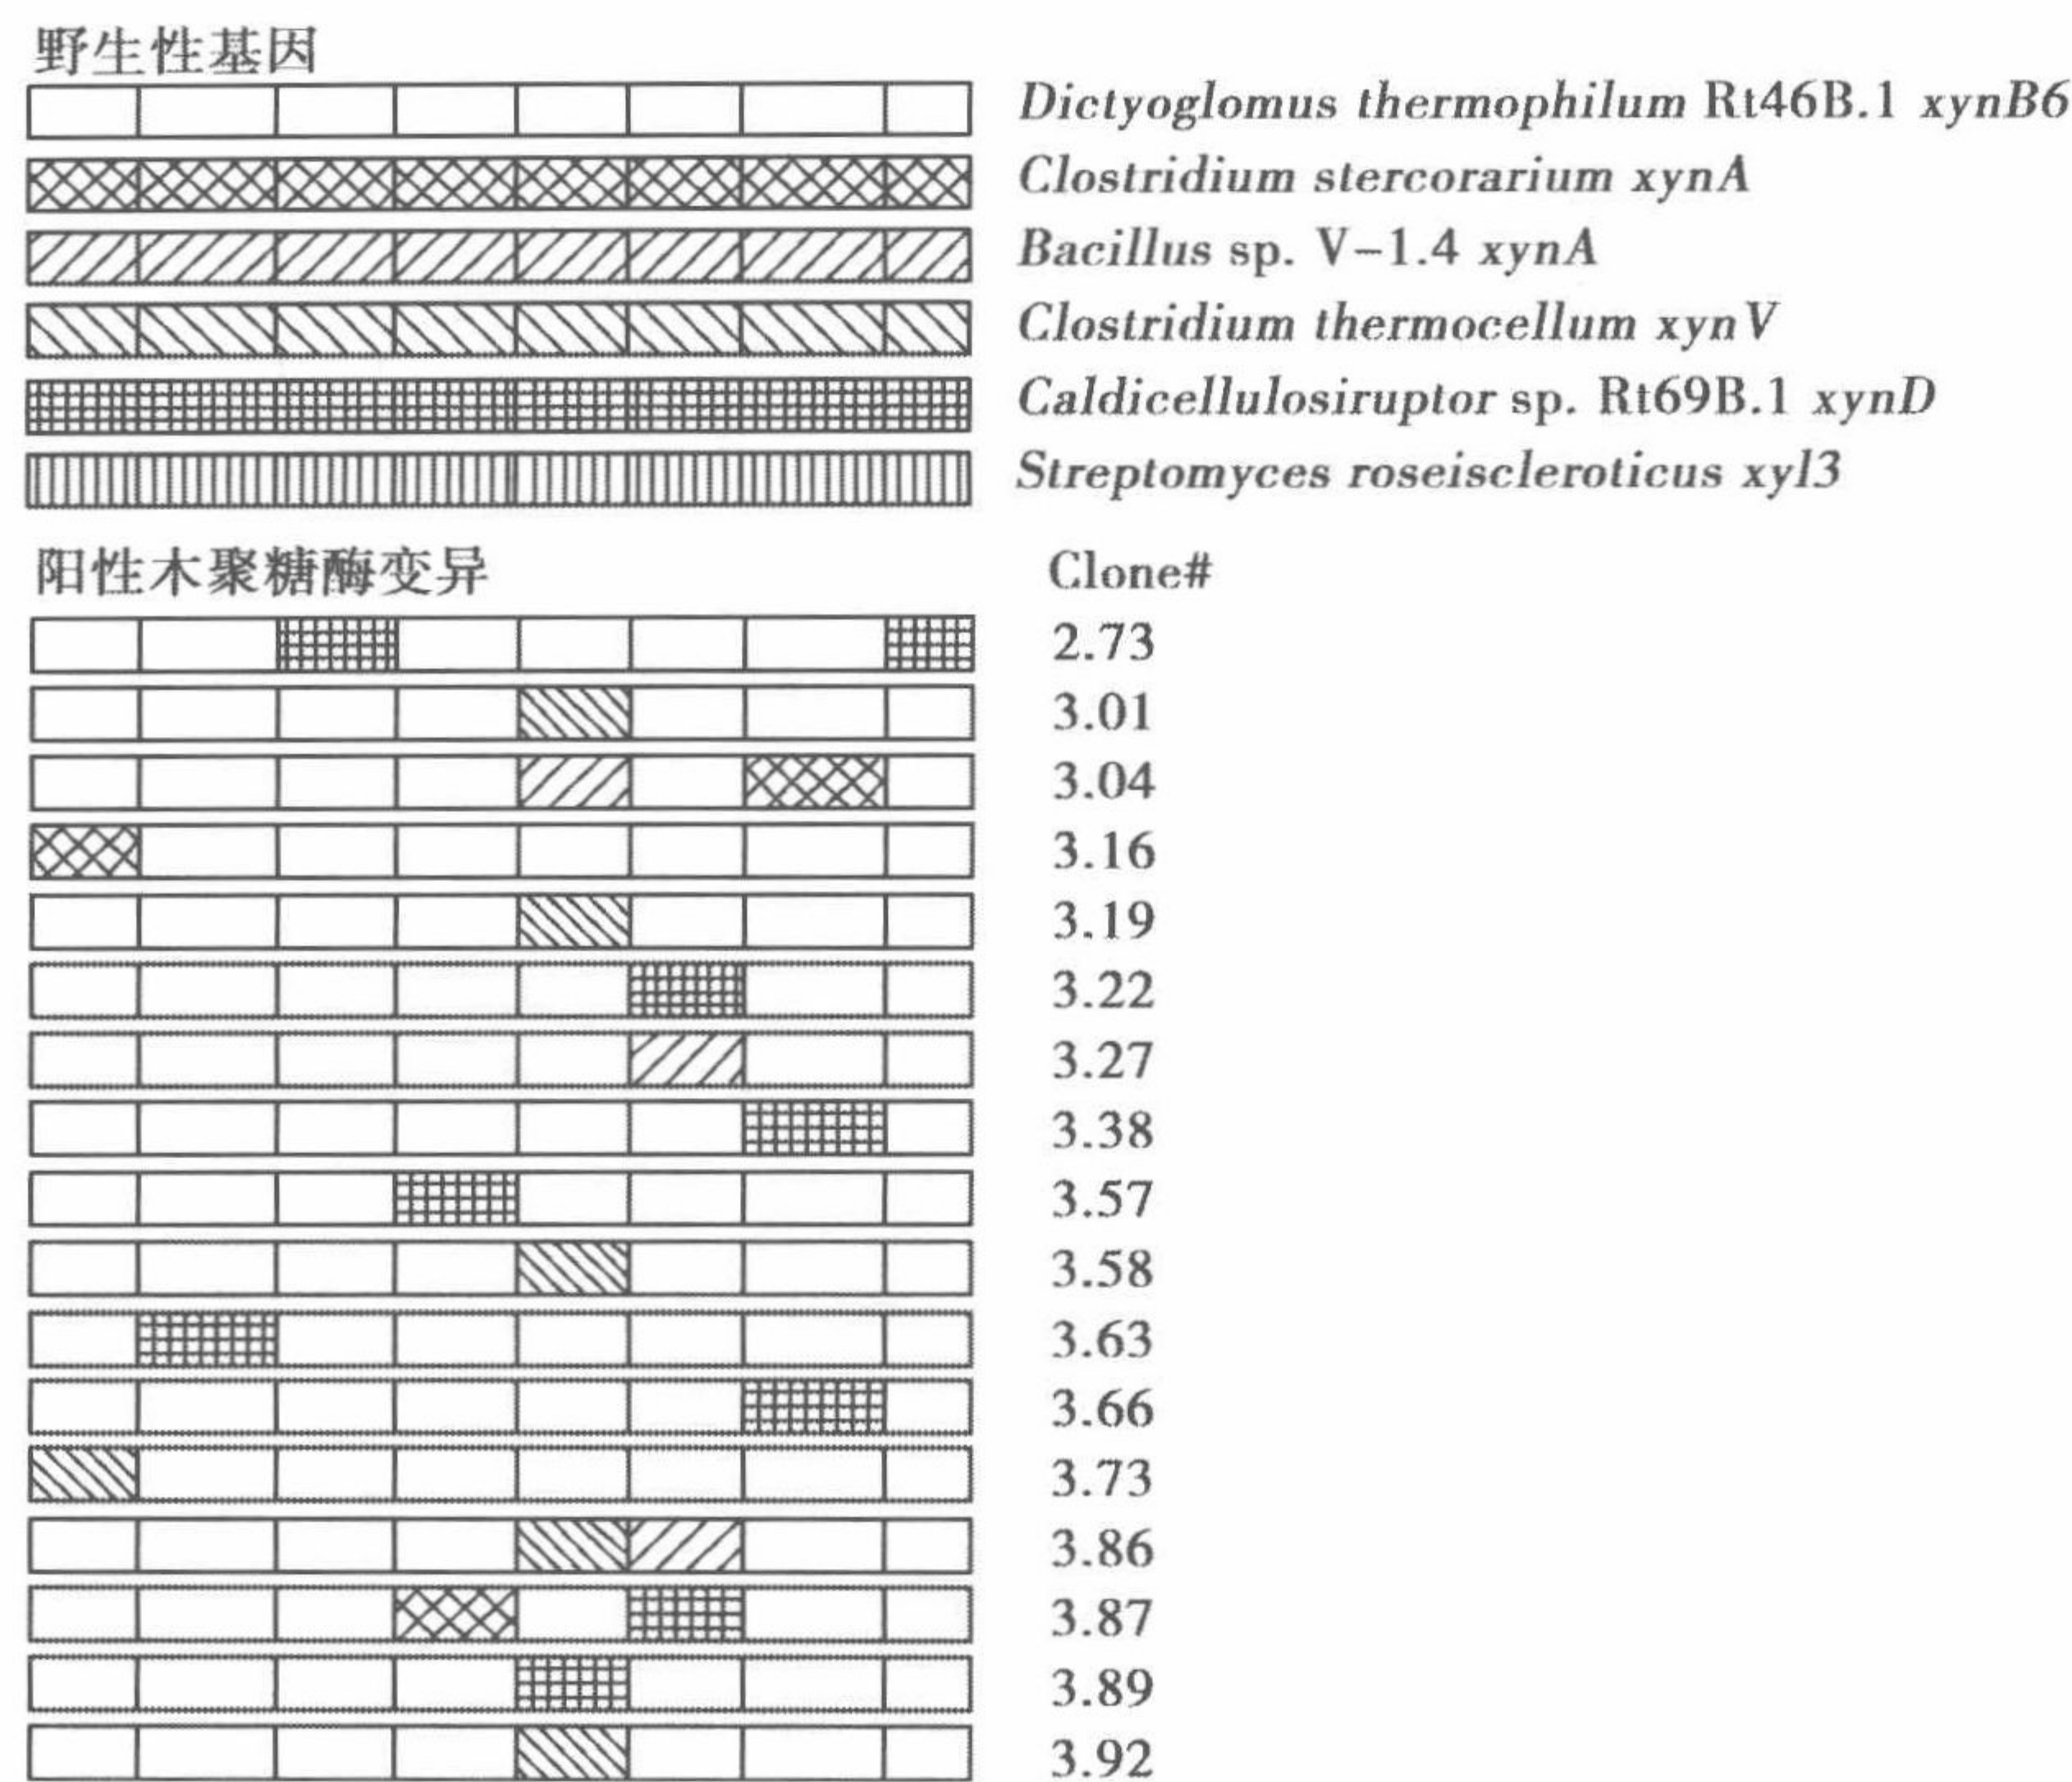 野生性基因
Dictyoglomus thermophilum Rt46B.1 xynB6
Clostridium stercorarium xynA
Bacillus sp. V-1.4 xynA
Clostridium thermocellum xynV
Caldicellulosiruptor sp. Rt69B.1 xynD
Streptomyces roseiscleroticus xyl3
阳性木聚糖酶变异 Clone#
2.73
3.01
3.04
3.16
3.19
3.22
3.27
3.38
3.57
3.58
3.63
3.66
3.73
3.86
3.87
3.89
3.92